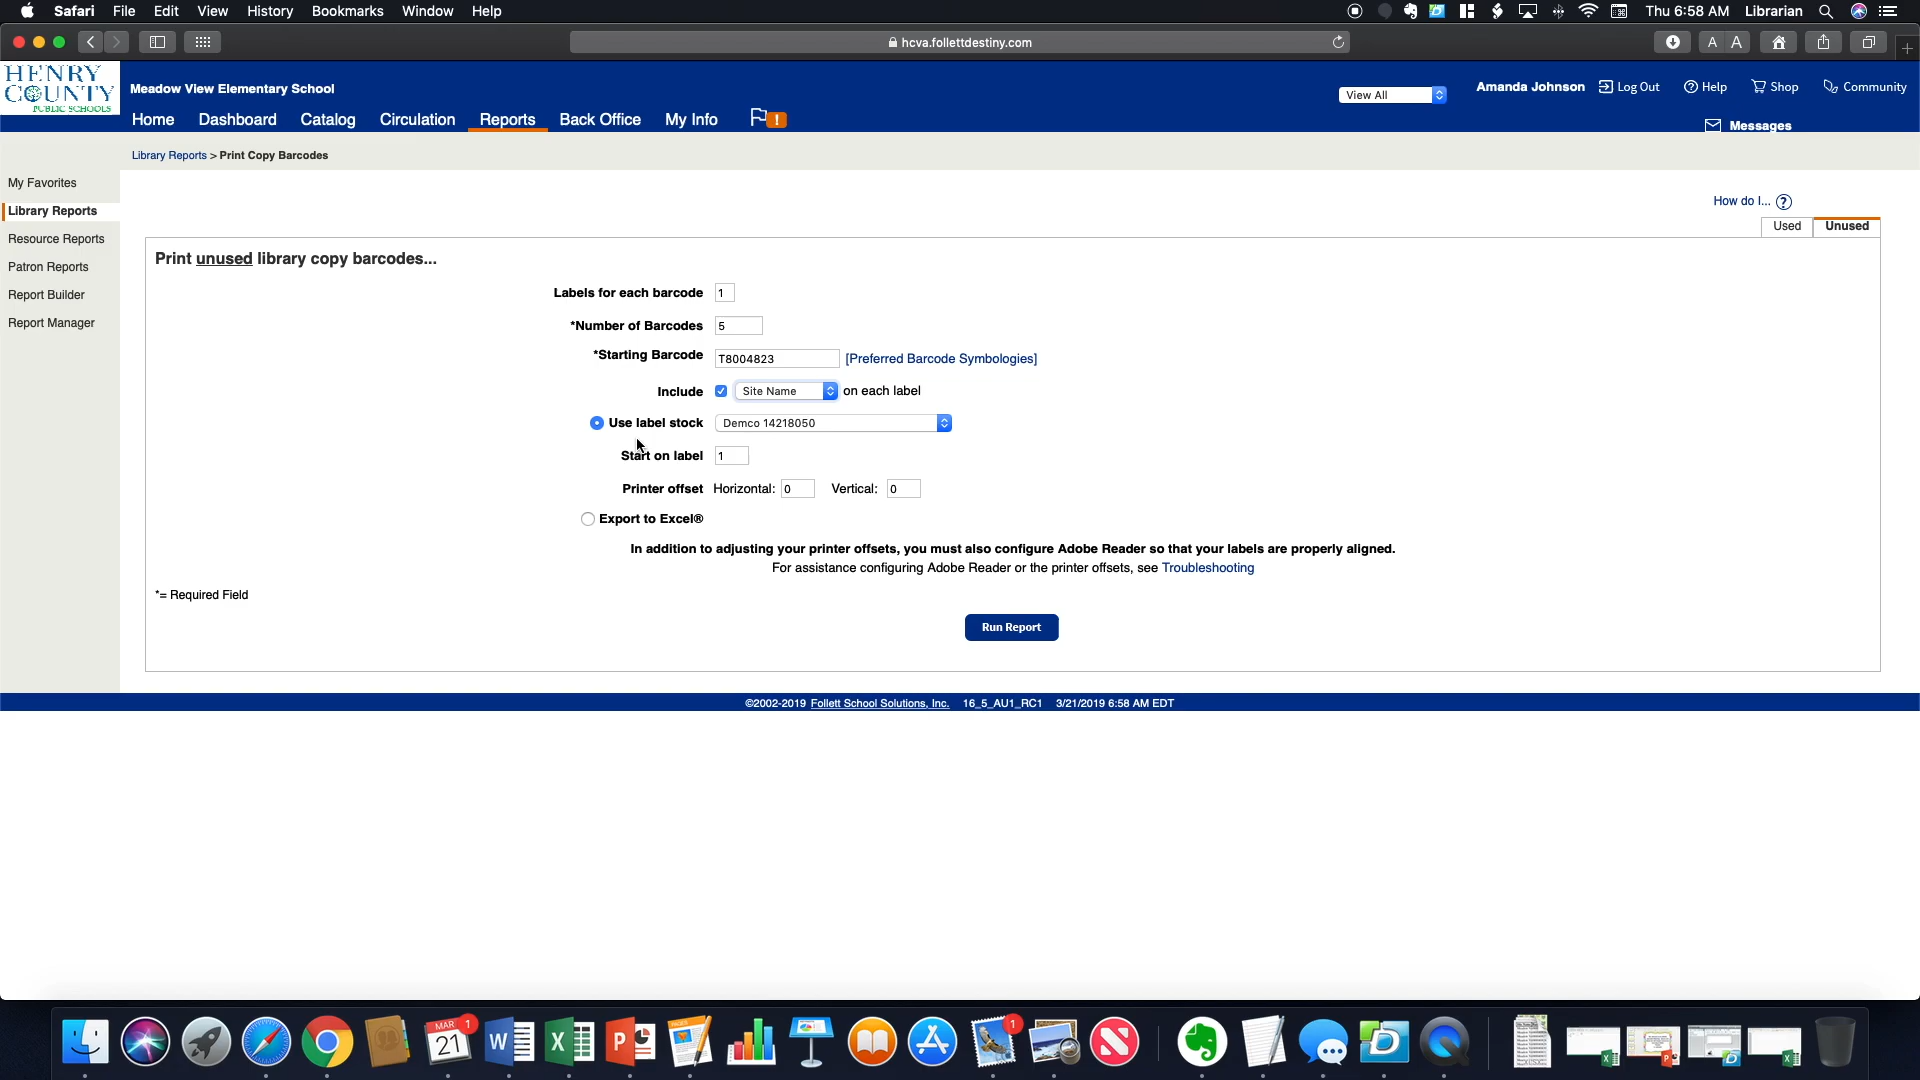 Safari File Edit View History Bookmarks Window Help Thu 6:58 AM Librarian
hcva.follettdestiny.com A A
HENRY
COUNTY
PUBLIC SCHOOLS
Meadow View Elementary School
View All Amanda Johnson Log Out Help Shop Community
Home Dashboard Catalog Circulation Reports Back Office My Info !
Messages
Library Reports > Print Copy Barcodes
My Favorites
Library Reports
Resource Reports
Patron Reports
Report Builder
Report Manager
How do I... ?
Used Unused
Print unused library copy barcodes...
Labels for each barcode 1
*Number of Barcodes 5
*Starting Barcode T8004823 [Preferred Barcode Symbologies]
Include Site Name on each label
Use label stock Demco 14218050
Start on label 1
Printer offset Horizontal: 0 Vertical: 0
Export to Excel®
In addition to adjusting your printer offsets, you must also configure Adobe Reader so that your labels are properly aligned.
For assistance configuring Adobe Reader or the printer offsets, see Troubleshooting
*= Required Field
Run Report
©2002-2019 Follett School Solutions, Inc. 16_5_AU1_RC1 3/21/2019 6:58 AM EDT
MAR 1
21
1